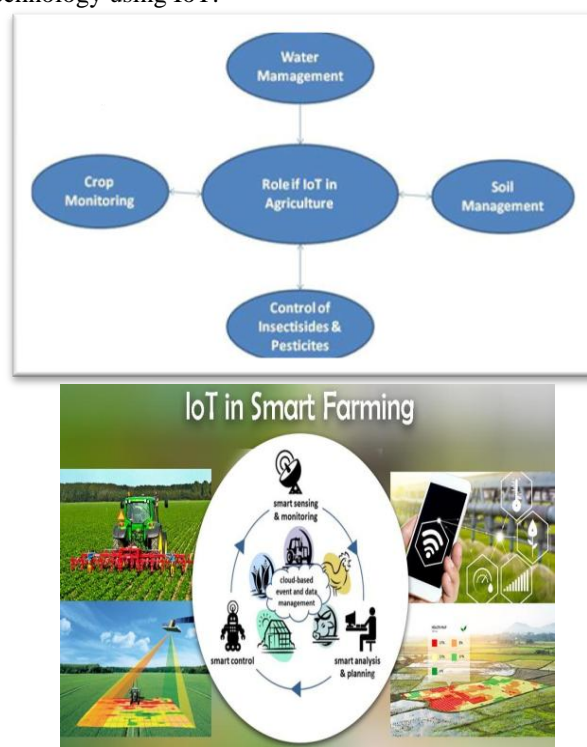 echnology using IoT.
Water
Mamagement
Crop
Monitoring
Role if IoT in
Agriculture
Soil
Management
Control of
Insectisides &
Pesticites
IoT in Smart Farming
smart sensing
& monitoring
cloud-based
event and data
management
smart control
smart analysis
& planning